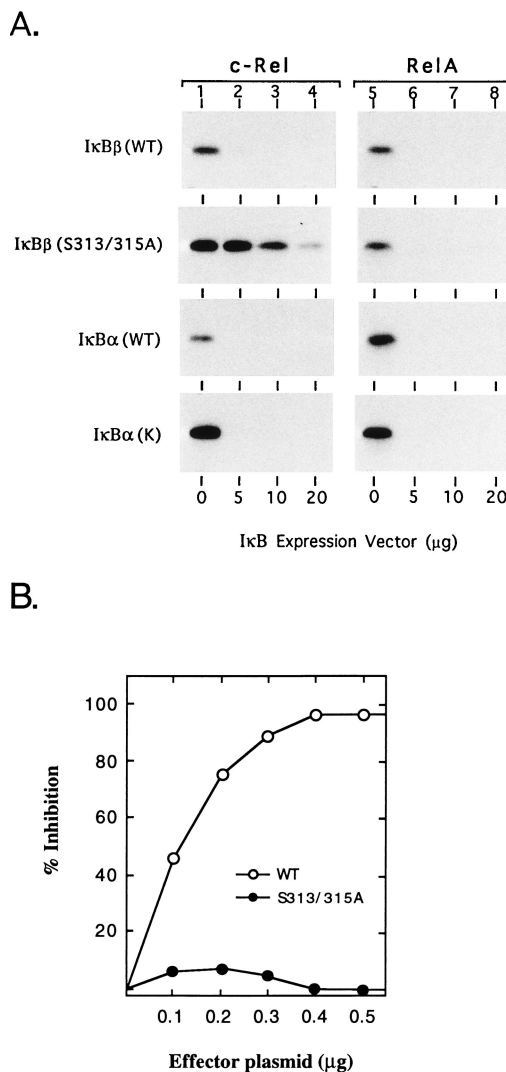 A.
c-Rel RelA
1 2 3 4 5 6 7 8
IκBβ (WT)
IκBβ (S313/315A)
IκBα (WT)
IκBα (K)
0 5 10 20 0 5 10 20
IκB Expression Vector (μg)
B.
100
80
60
40
20
% Inhibition
WT
S313/315A
0.1 0.2 0.3 0.4 0.5
Effector plasmid (μg)